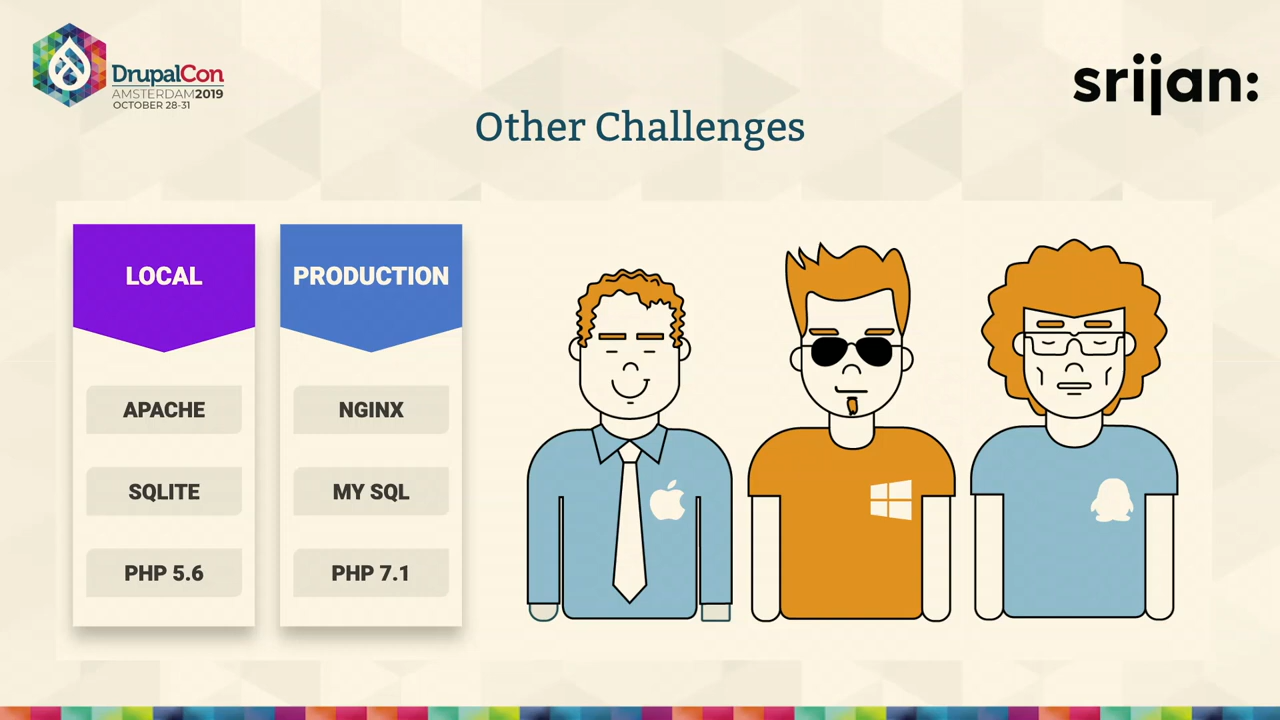 DrupalCon
AMSTERDAM2019
OCTOBER 28-31
srijan:
Other Challenges
LOCAL
APACHE
SQLITE
PHP 5.6
PRODUCTION
NGINX
MY SQL
PHP 7.1